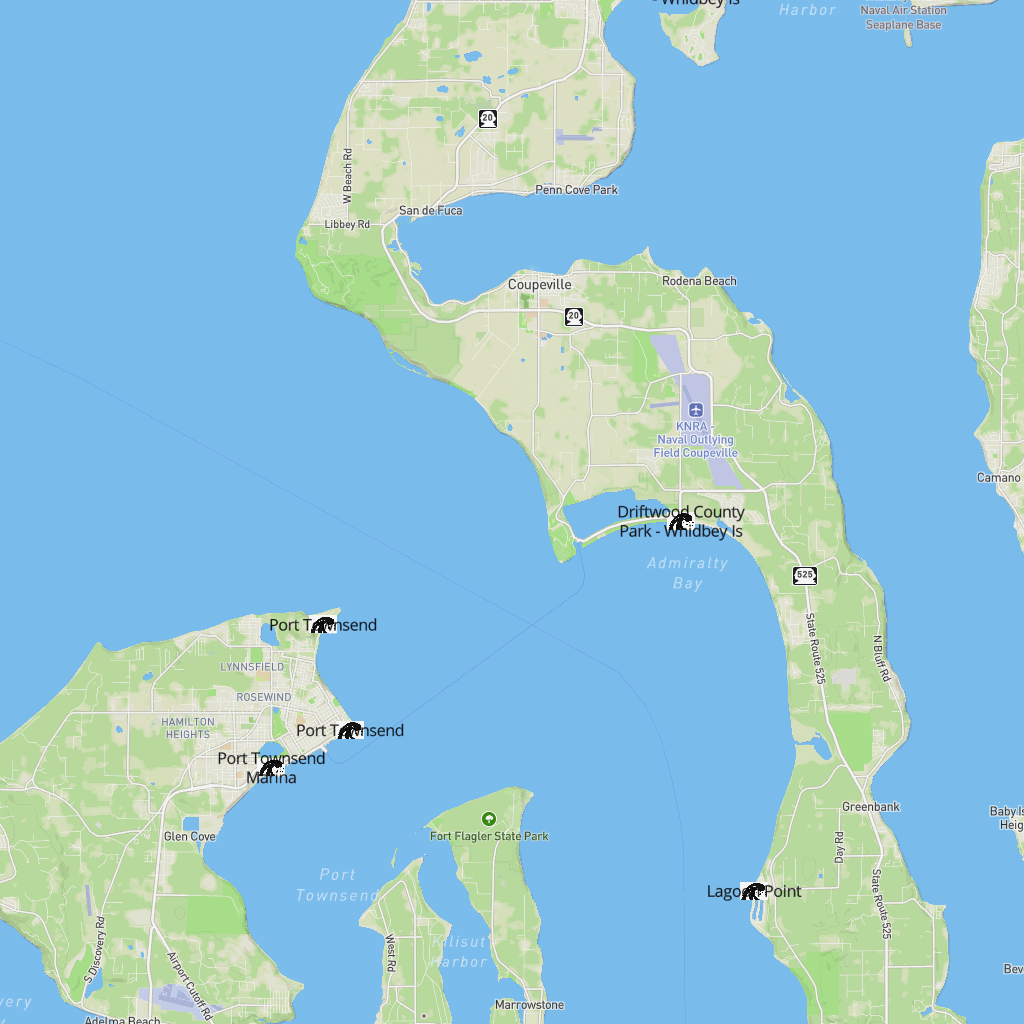 - Whidbey Is
Harbor
Naval Air Station
Seaplane Base
20
W Beach Rd
Penn Cove Park
San de Fuca
Libbey Rd
Coupeville
Rodena Beach
20
KNRA -
Naval Outlying
Field Coupeville
Camano
Driftwood County
Park - Whidbey Is
Admiralty
Bay
525
State Route 525
N Bluff Rd
Port Townsend
LYNNSFIELD
ROSEWIND
HAMILTON
HEIGHTS
Port Townsend
Port Townsend
Marina
Glen Cove
Fort Flagler State Park
Greenbank
Baby Is
Heig
Day Rd
Port
Townsend
Lagoon Point
State Route 525
S Discovery Rd
West Rd
Kilisut
Harbor
Airport Cutoff Rd
Bev
very
Marrowstone
Adelma Beach